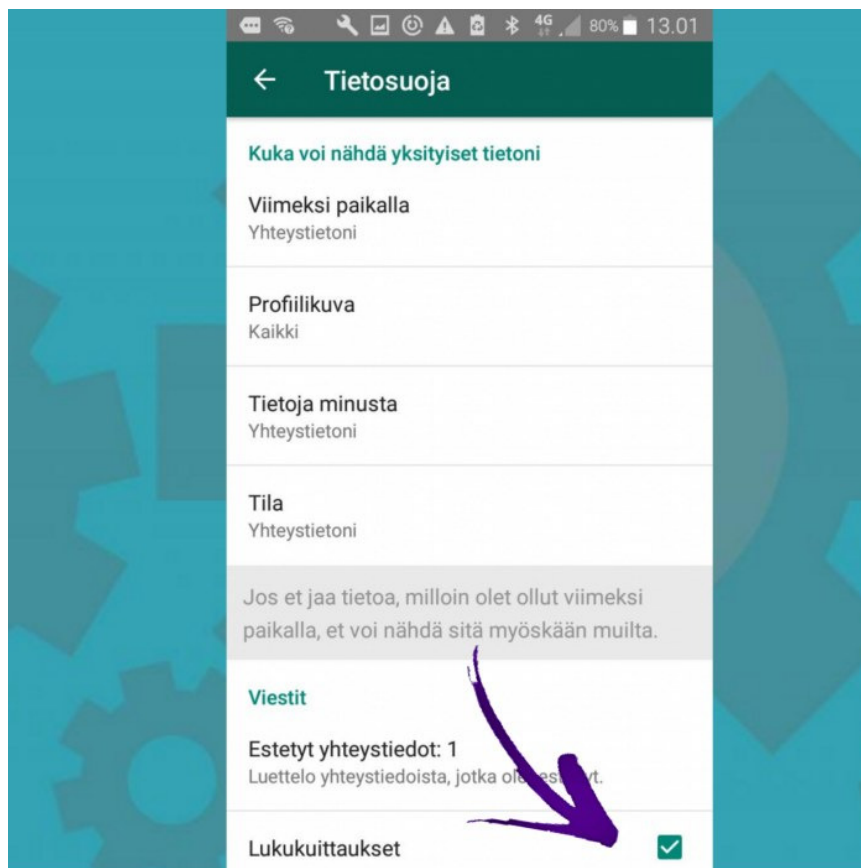 4G 80% 13.01
Tietosuoja
Kuka voi nähdä yksityiset tietoni
Viimeksi paikalla
Yhteystietoni
Profiilikuva
Kaikki
Tietoja minusta
Yhteystietoni
Tila
Yhteystietoni
Jos et jaa tietoa, milloin olet ollut viimeksi
paikalla, et voi nähdä sitä myöskään muilta.
Viestit
Estetyt yhteystiedot: 1
Luettelo yhteystiedoista, jotka
Lukukuittaukset